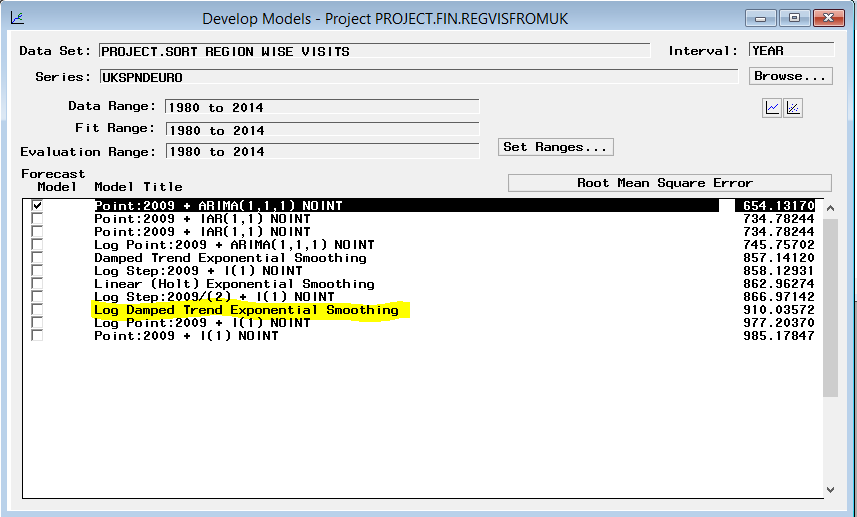 Develop Models - Project PROJECT.FIN.REGVISFROMUK
Data Set: PROJECT.SORT REGION WISE VISITS Interval: YEAR
Series: UKSPNDEURO Browse...
Data Range: 1980 to 2014
Fit Range: 1980 to 2014
Evaluation Range: 1980 to 2014 Set Ranges...
Forecast
Model Model Title Root Mean Square Error
Point:2009 + ARIMA(1,1,1) NOINT 654.13170
Point:2009 + IAR(1,1) NOINT 734.78244
Point:2009 + IAR(1,1) NOINT 734.78244
Log Point:2009 + ARIMA(1,1,1) NOINT 745.75702
Damped Trend Exponential Smoothing 857.14120
Log Step:2009 + I(1) NOINT 858.12931
Linear (Holt) Exponential Smoothing 862.96274
Log Step:2009/(2) + I(1) NOINT 866.97142
Log Damped Trend Exponential Smoothing 910.03572
Log Point:2009 + I(1) NOINT 977.20370
Point:2009 + I(1) NOINT 985.17847